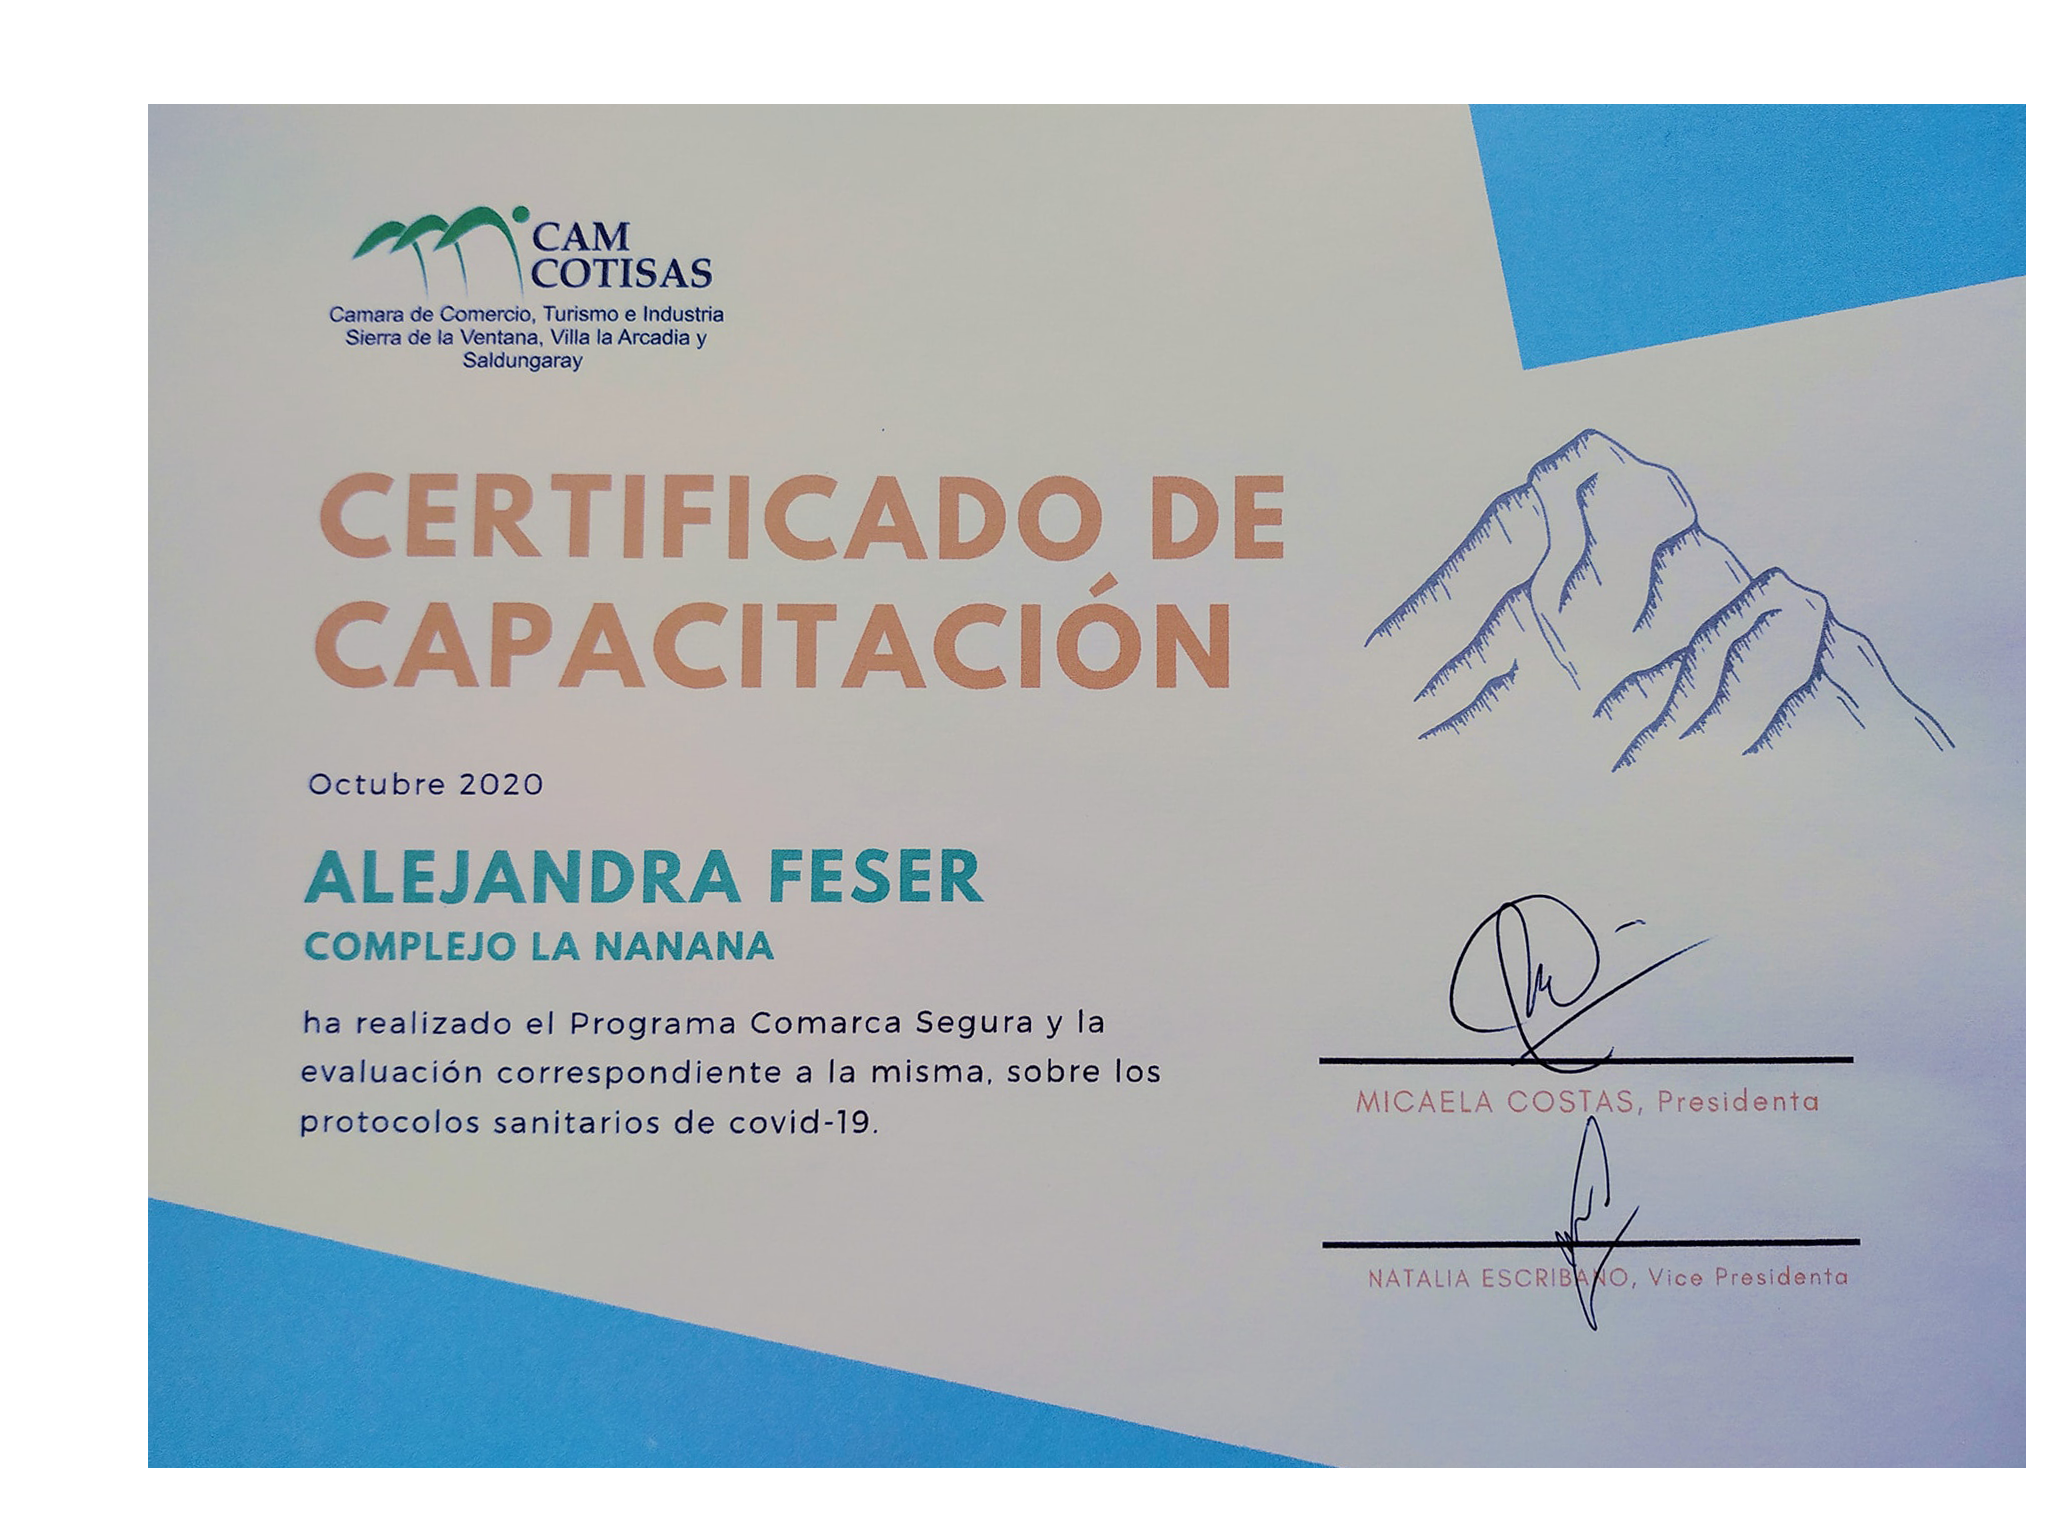 CAM
COTISAS
Camara de Comercio, Turismo e Industria
Sierra de la Ventana, Villa la Arcadia y
Saldungaray
CERTIFICADO DE
CAPACITACIÓN
Octubre 2020
ALEJANDRA FESER
COMPLEJO LA NANANA
ha realizado el Programa Comarca Segura y la
evaluación correspondiente a la misma, sobre los
protocolos sanitarios de covid-19.
MICAELA COSTAS, Presidenta
NATALIA ESCRIBANO, Vice Presidenta